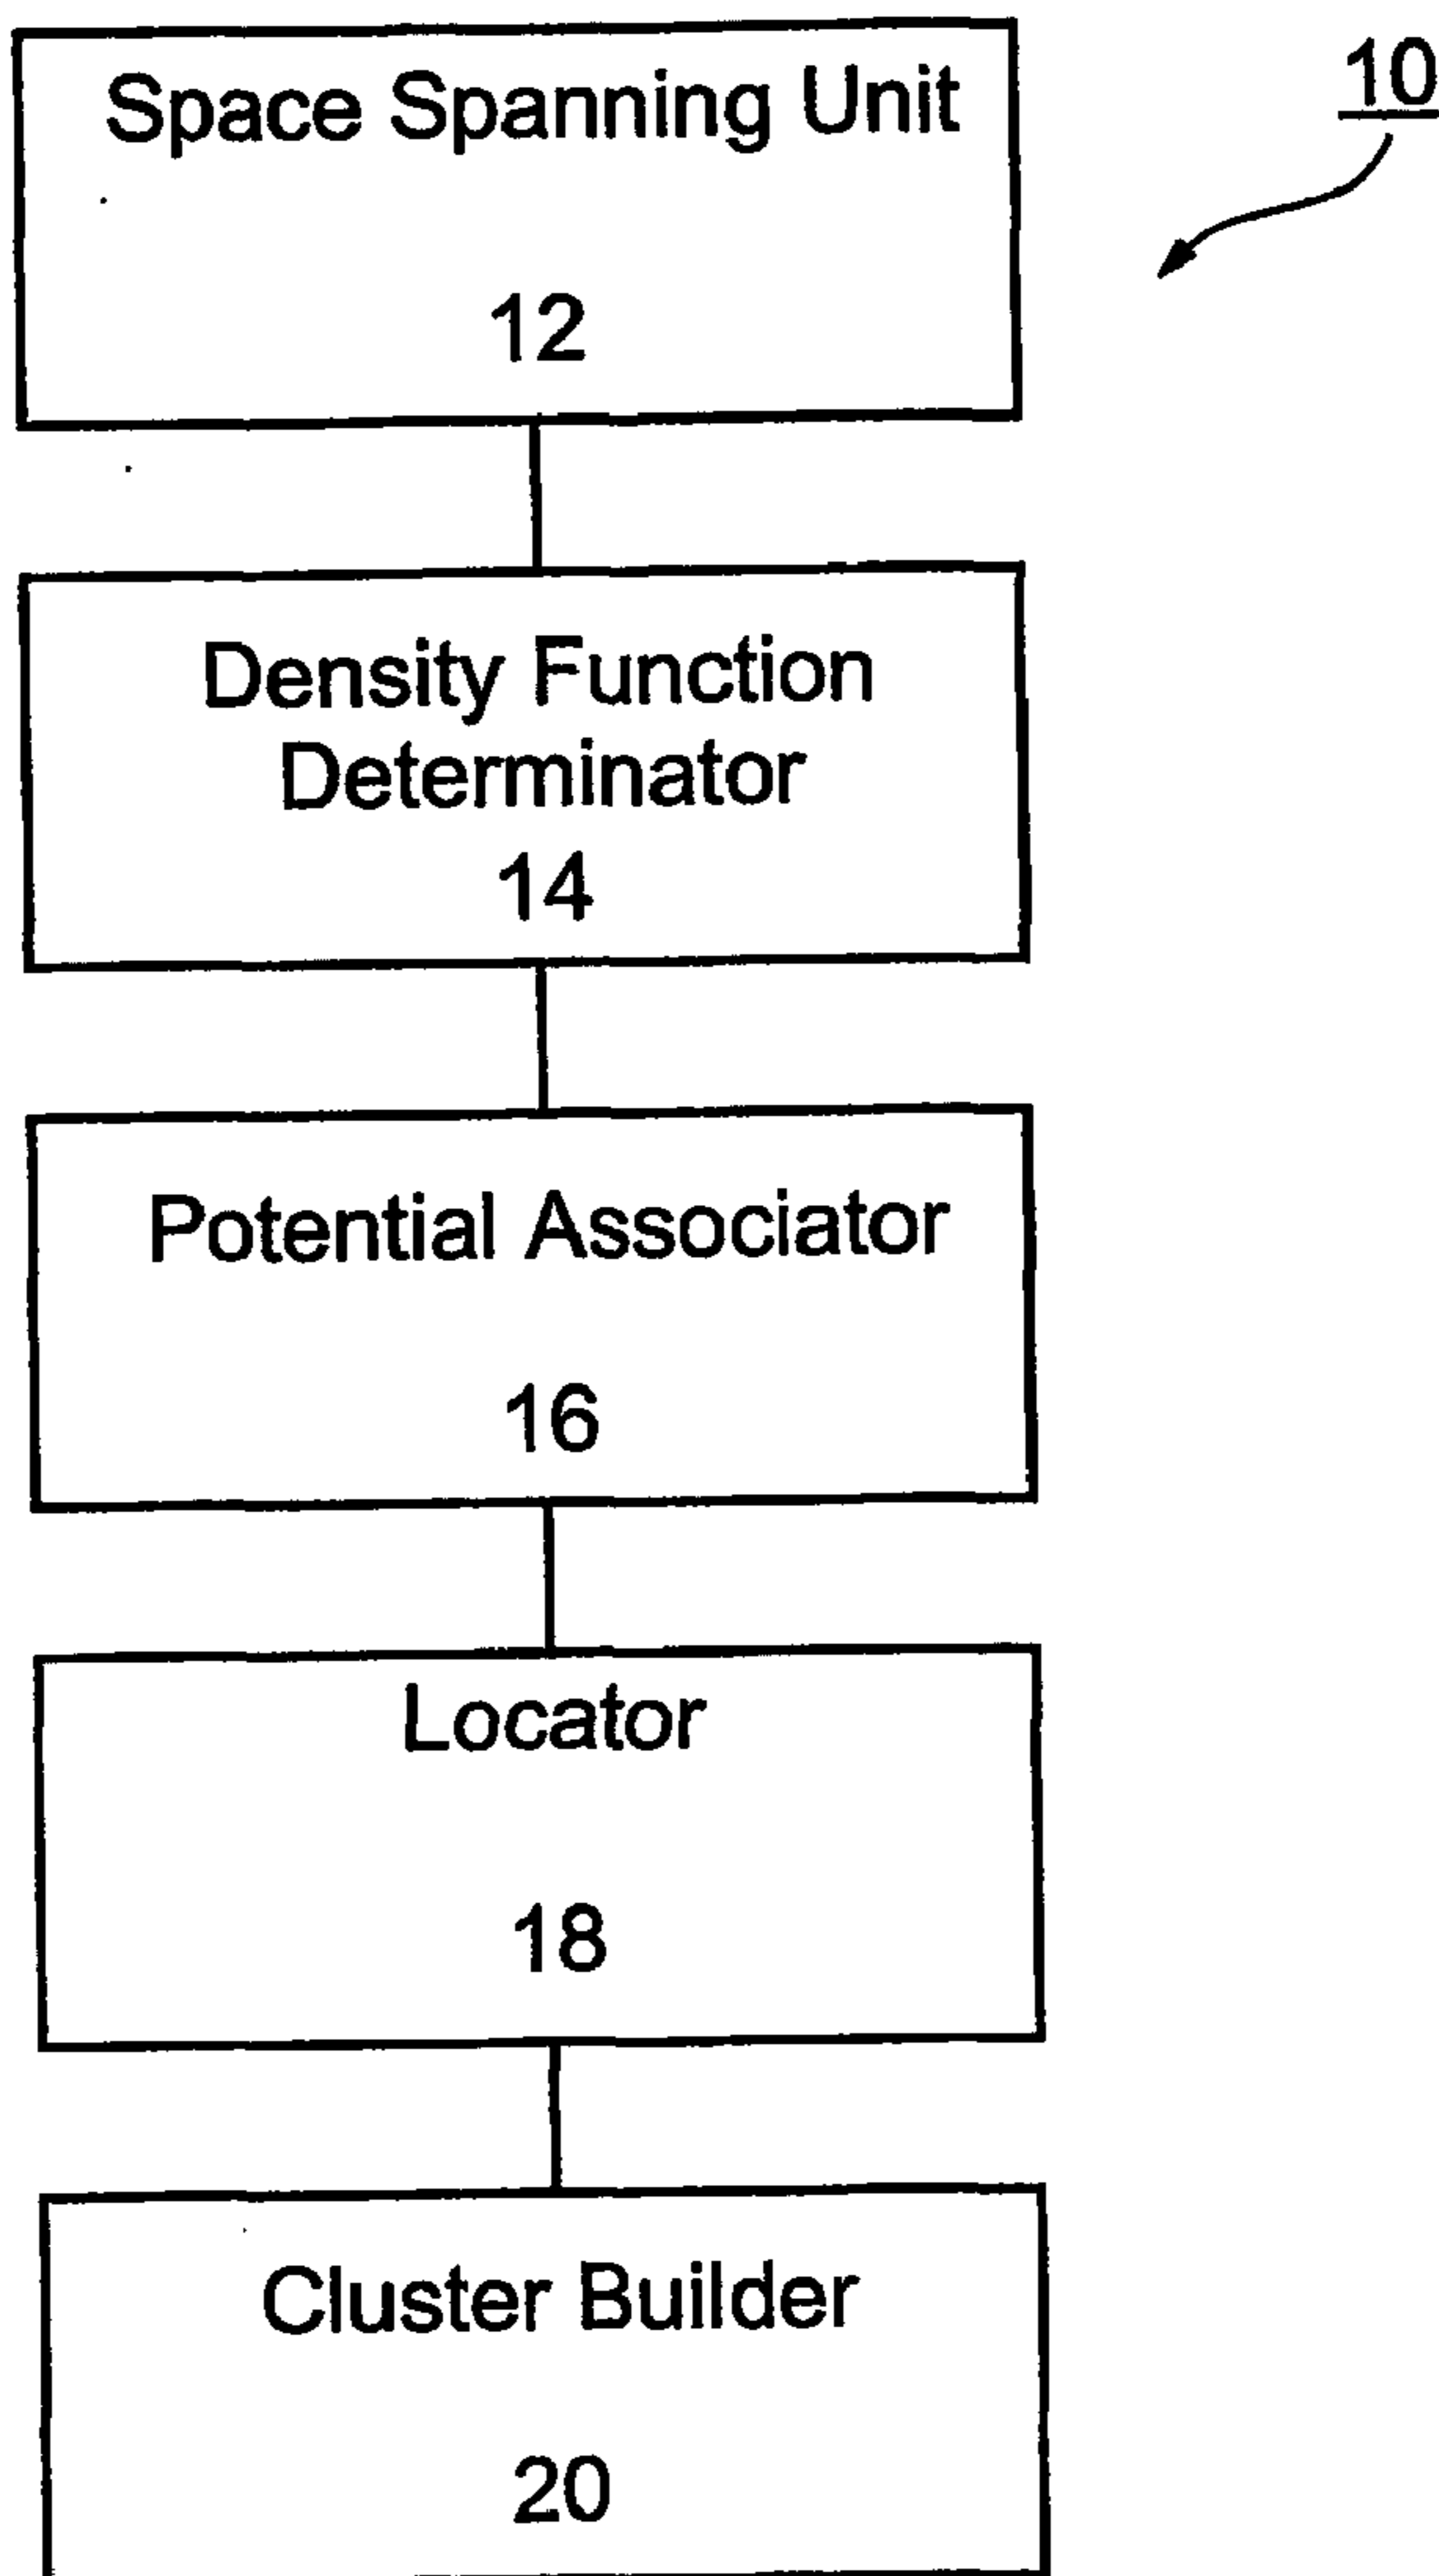 10
Space Spanning Unit
12
Density Function
Determinator
14
Potential Associator
16
Locator
18
Cluster Builder
20